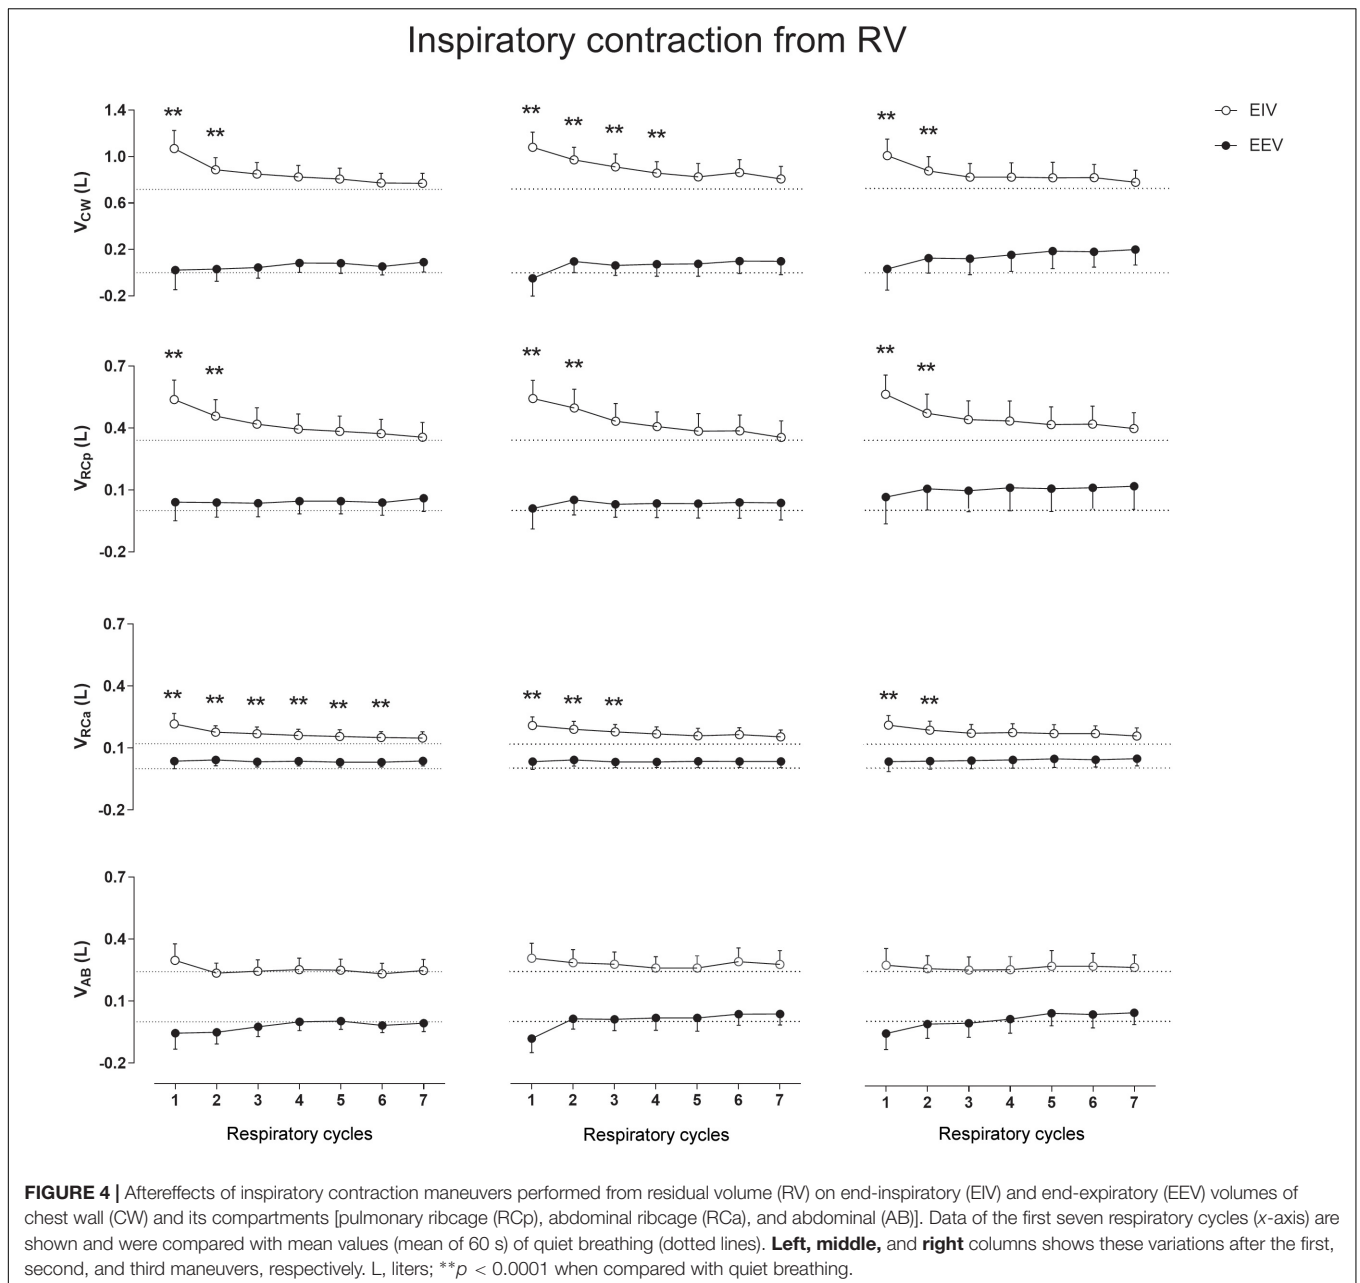 Inspiratory contraction from RV
** ** ** ** ** ** ** **
EIV
EEV
1.4
1.0
0.6
0.2
-0.2
VCW (L)
** ** ** ** ** **
0.7
0.4
0.1
-0.2
VRCp (L)
0.7
0.4
0.1
-0.2
VRCa (L)
** ** ** ** ** ** ** ** ** ** **
0.7
0.4
0.1
-0.2
VAB (L)
1 2 3 4 5 6 7
1 2 3 4 5 6 7
1 2 3 4 5 6 7
Respiratory cycles
Respiratory cycles
Respiratory cycles
FIGURE 4 | Aftereffects of inspiratory contraction maneuvers performed from residual volume (RV) on end-inspiratory (EIV) and end-expiratory (EEV) volumes of
chest wall (CW) and its compartments [pulmonary ribcage (RCp), abdominal ribcage (RCa), and abdominal (AB)]. Data of the first seven respiratory cycles (x-axis) are
shown and were compared with mean values (mean of 60 s) of quiet breathing (dotted lines). Left, middle, and right columns shows these variations after the first,
second, and third maneuvers, respectively. L, liters; **p < 0.0001 when compared with quiet breathing.